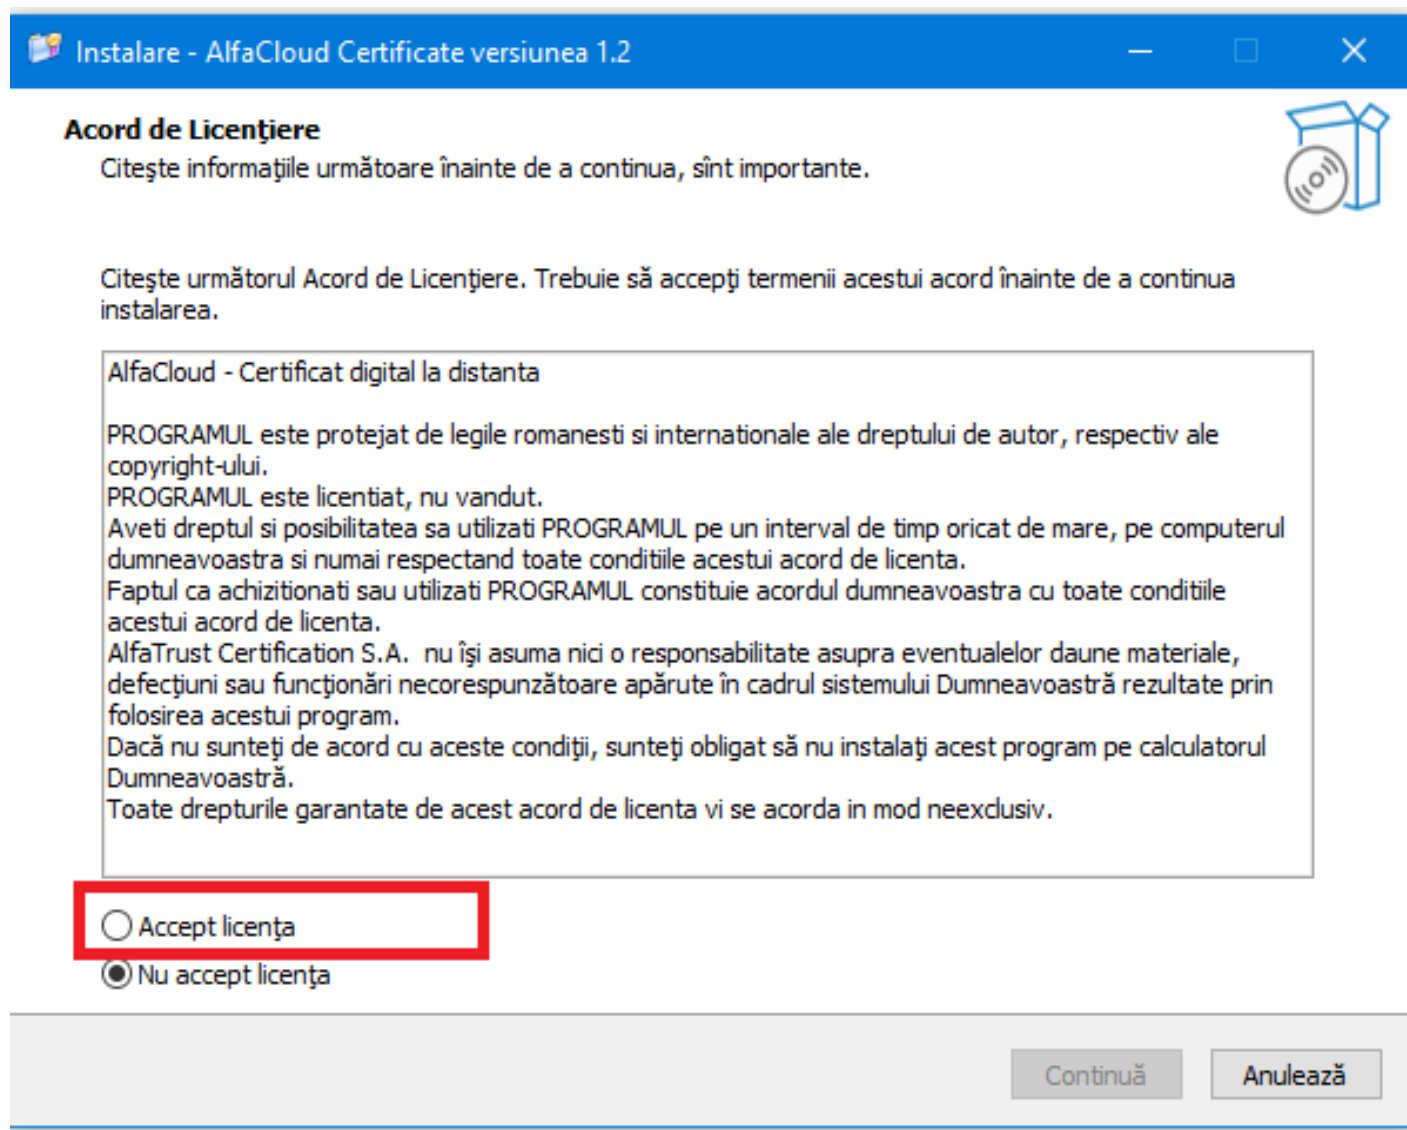 Instalare - AlfaCloud Certificate versiunea 1.2
Acord de Licenţiere
Citeşte informaţiile următoare înainte de a continua, sînt importante.
Citeşte următorul Acord de Licenţiere. Trebuie să accepţi termenii acestui acord înainte de a continua
instalarea.
AlfaCloud - Certificat digital la distanta
PROGRAMUL este protejat de legile romanesti si internationale ale dreptului de autor, respectiv ale
copyright-ului.
PROGRAMUL este licentiat, nu vandut.
Aveti dreptul si posibilitatea sa utilizati PROGRAMUL pe un interval de timp oricat de mare, pe computerul
dumneavoastra si numai respectand toate conditiile acestui acord de licenta.
Faptul ca achizitionati sau utilizati PROGRAMUL constituie acordul dumneavoastra cu toate conditiile
acestui acord de licenta.
AlfaTrust Certification S.A.  nu îşi asuma nici o responsabilitate asupra eventualelor daune materiale,
defecţiuni sau funcţionări necorespunzătoare apărute în cadrul sistemului Dumneavoastră rezultate prin
folosirea acestui program.
Dacă nu sunteţi de acord cu aceste condiţii, sunteţi obligat să nu instalaţi acest program pe calculatorul
Dumneavoastră.
Toate drepturile garantate de acest acord de licenta vi se acorda in mod neexclusiv.
Accept licenţa
Nu accept licenţa
Continuă
Anulează